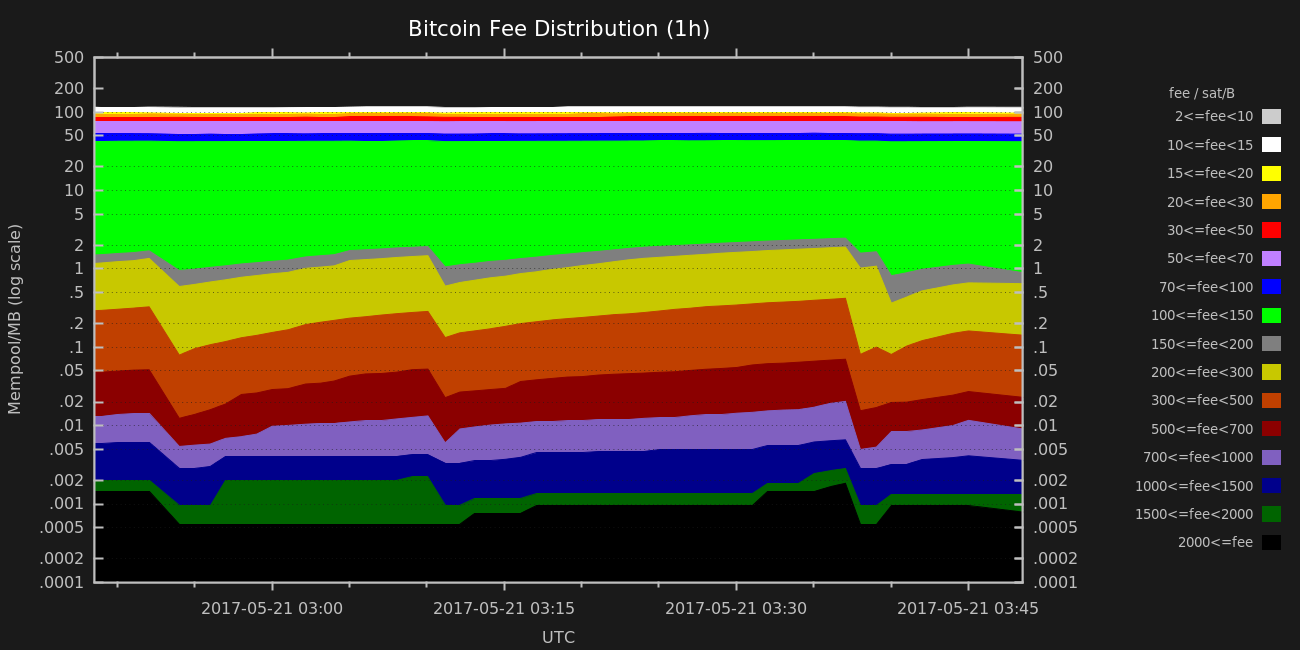 Bitcoin Fee Distribution (1h)
Mempool/MB (log scale)
500
200
100
50
20
10
5
2
1
.5
.2
.1
.05
.02
.01
.005
.002
.001
.0005
.0002
.0001
500
200
100
50
20
10
5
2
1
.5
.2
.1
.05
.02
.01
.005
.002
.001
.0005
.0002
.0001
fee / sat/B
2<=fee<10
10<=fee<15
15<=fee<20
20<=fee<30
30<=fee<50
50<=fee<70
70<=fee<100
100<=fee<150
150<=fee<200
200<=fee<300
300<=fee<500
500<=fee<700
700<=fee<1000
1000<=fee<1500
1500<=fee<2000
2000<=fee
2017-05-21 03:00 2017-05-21 03:15 2017-05-21 03:30 2017-05-21 03:45
UTC